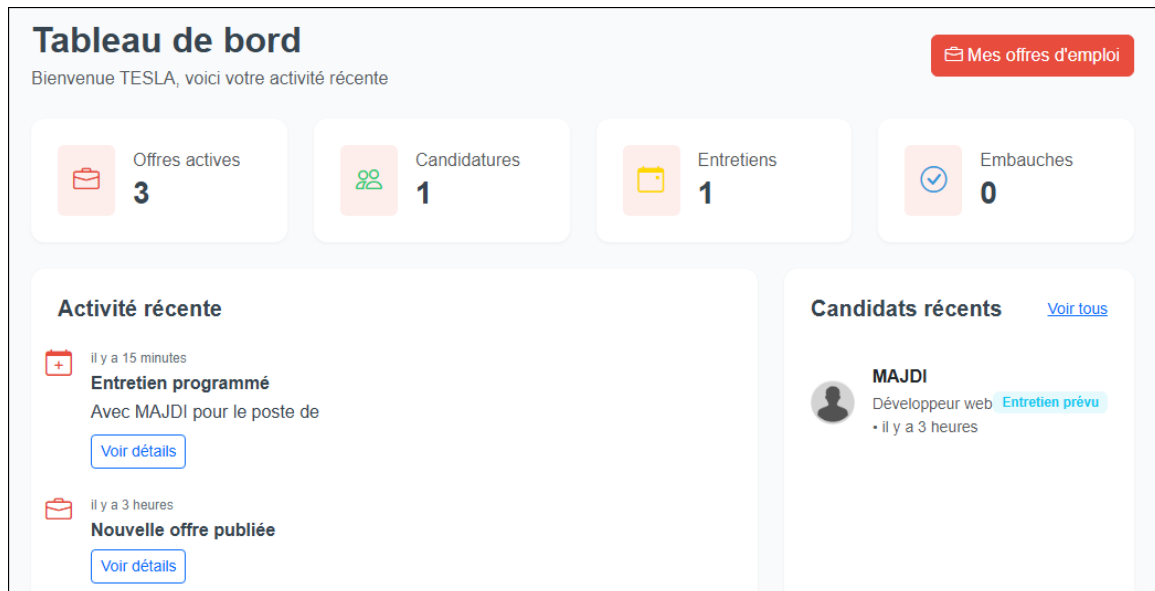 Tableau de bord
Bienvenue TESLA, voici votre activité récente
Mes offres d'emploi
Offres actives
3
Candidatures
1
Entretiens
1
Embauches
0
Activité récente
il y a 15 minutes
Entretien programmé
Avec MAJDI pour le poste de
Voir détails
il y a 3 heures
Nouvelle offre publiée
Voir détails
Candidats récents
Voir tous
MAJDI
Développeur web
Entretien prévu
• il y a 3 heures